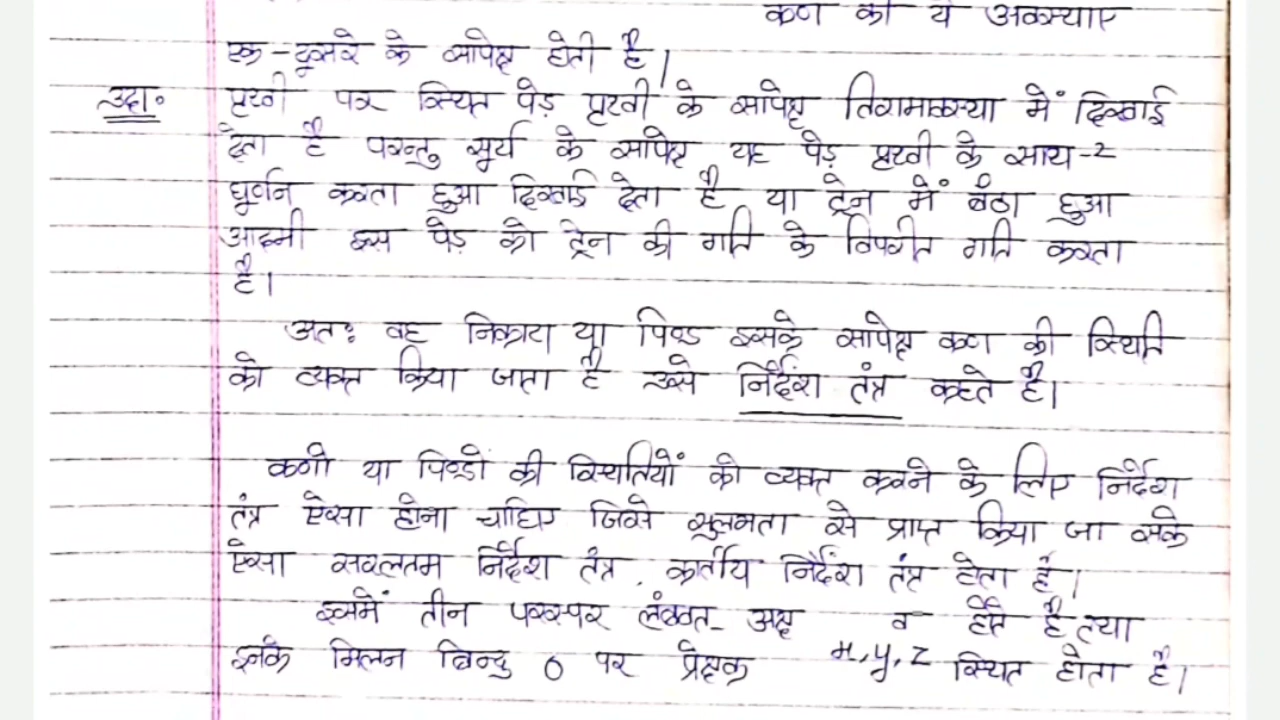 कण की ये अवस्थाए
एक-दूसरे के सापेक्ष होती है।
उदा॰ पृथ्वी पर स्थित पेड़ पृथ्वी के सापेक्ष विरामावस्था में दिखाई
देता है परन्तु सूर्य के सापेक्ष यह पेड़ पृथ्वी के साथ-2
घूर्वान करता हुआ दिखाई देता है या ट्रेन में बैठा हुआ
आदमी इस पेड़ को ट्रेन की गति के विपरीत गति करता
है।
अतः वह निकाय या पिण्ड इसके सापेक्ष कण की स्थिति
को व्यक्त किया जाता है उसे निर्देश तंत्र कहते है।
कणो या पिण्डों की स्थितियों को व्यक्त करने के लिए निर्देश
तंत्र ऐसा होना चाहिए जिसे सुलभता से प्राप्त किया जा सके
ऐसा सरलतम निर्देश तंत्र. कार्तीय निर्देश तंत्र होता है।
इसमें तीन परस्पर लंबवत- अक्ष व होते है तथा
इनके मिलन बिन्दु 0 पर प्रेक्षक x, y, z स्थित होता है।